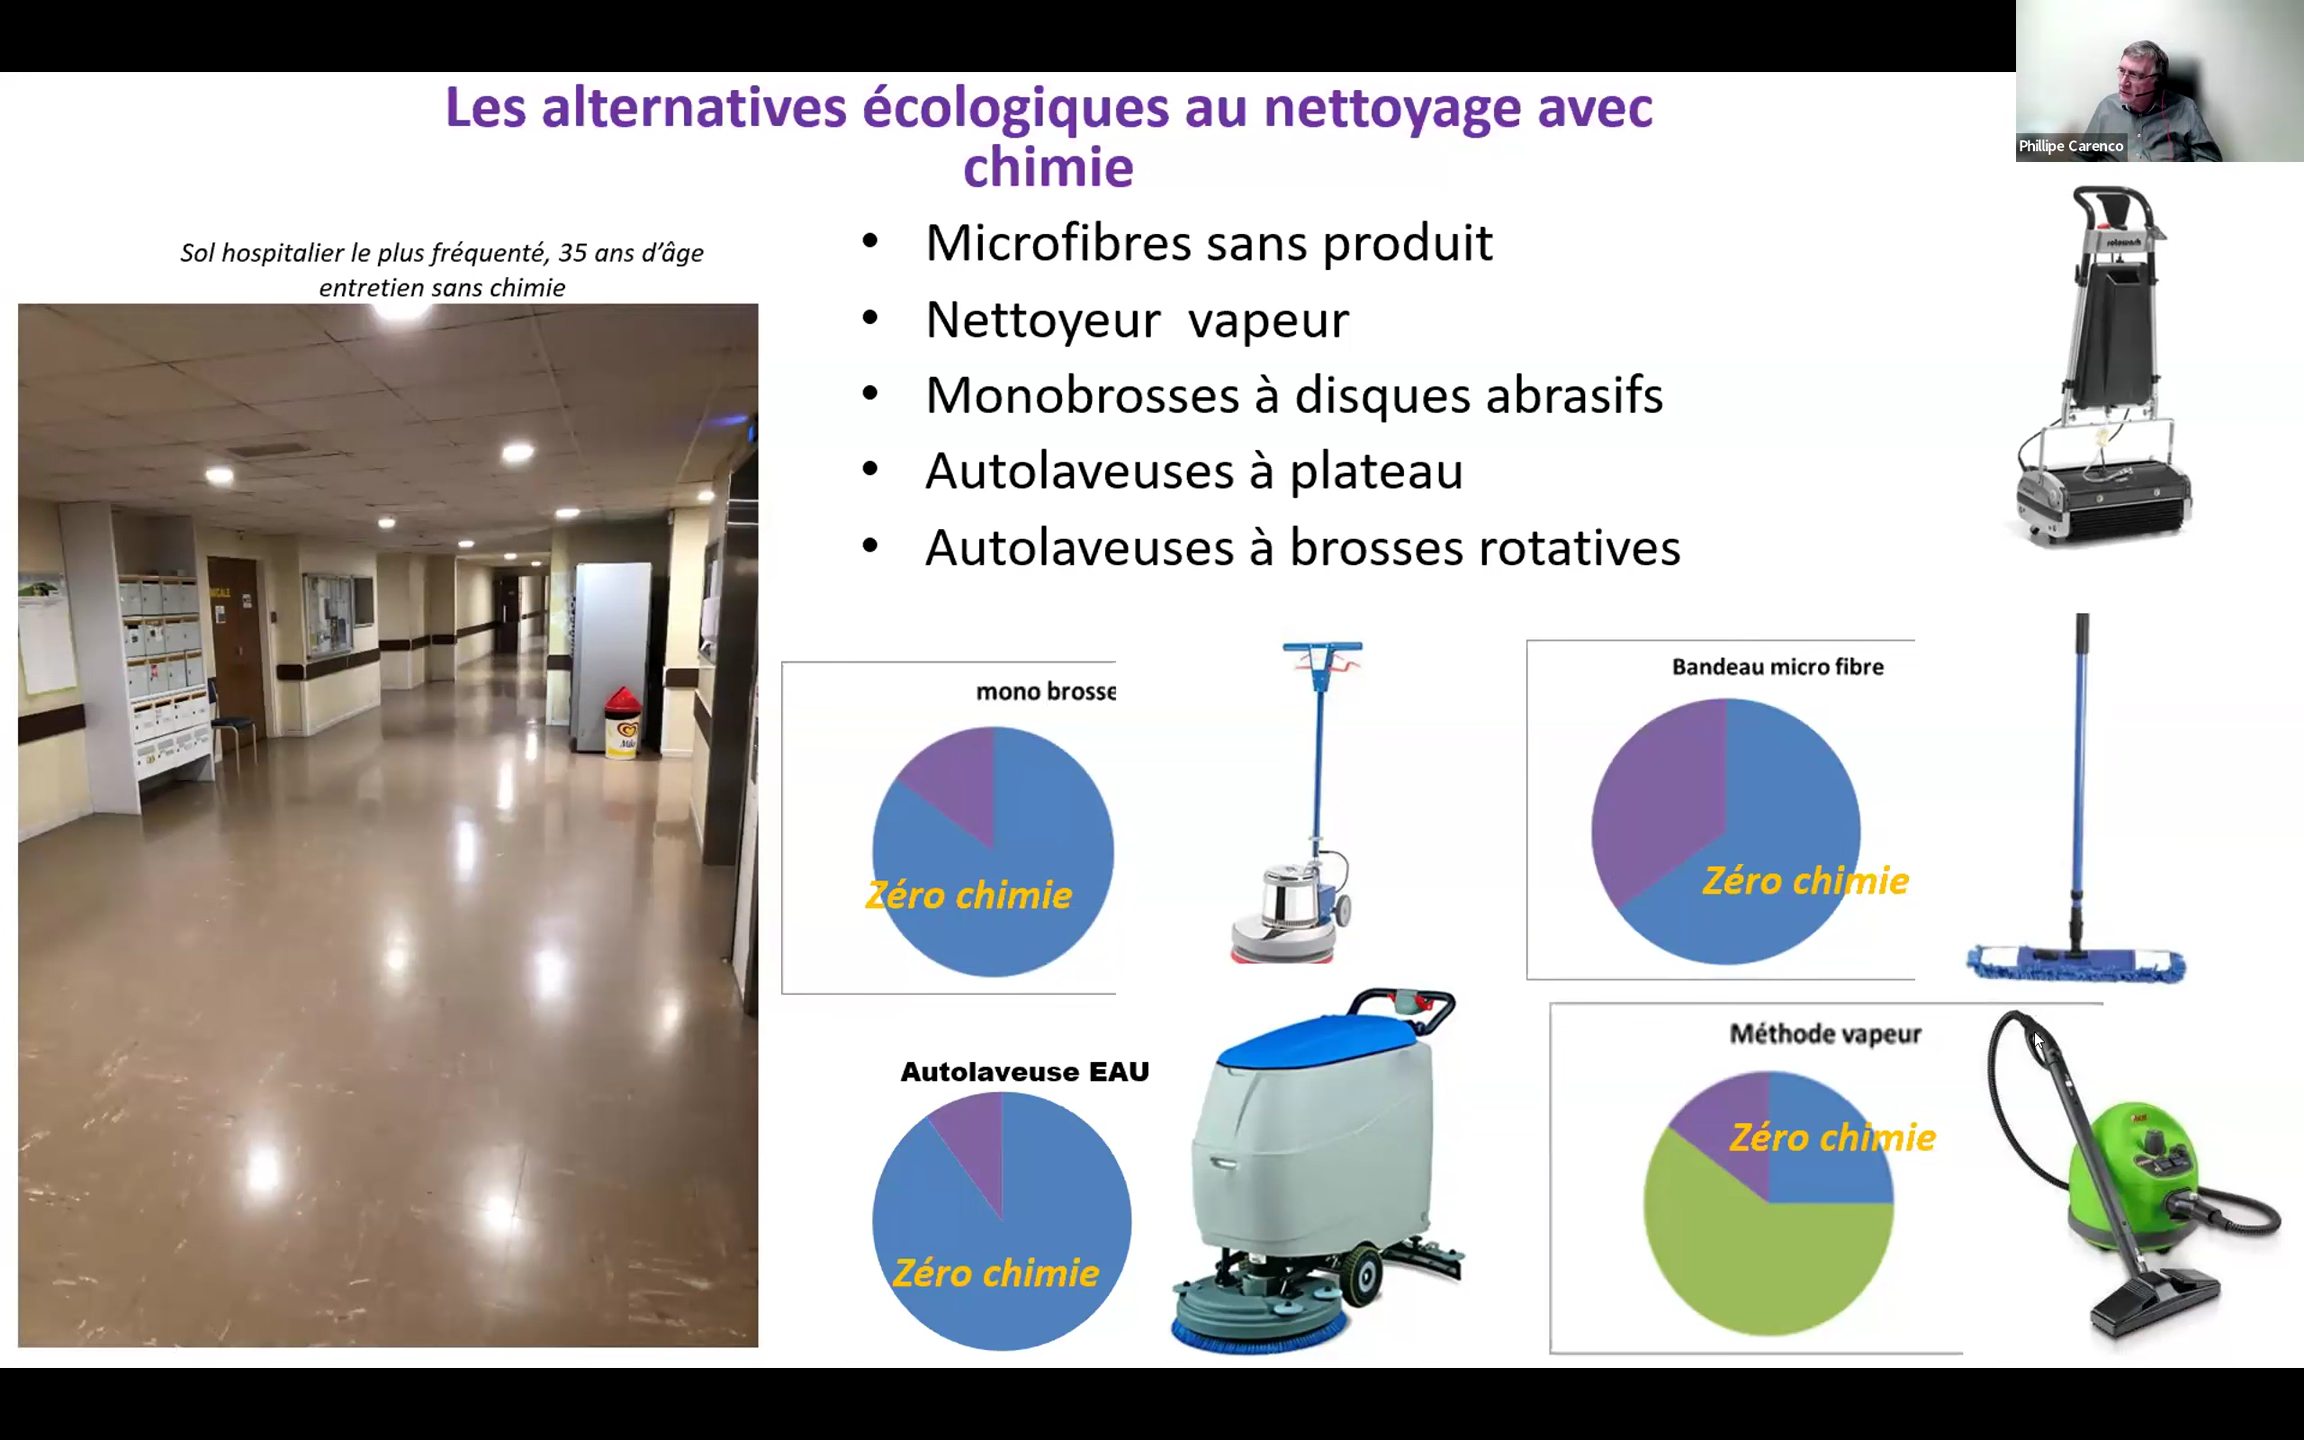 Les alternatives écologiques au nettoyage avec
chimie
Phillipe Carenco
Sol hospitalier le plus fréquenté, 35 ans d’âge
entretien sans chimie
• Microfibres sans produit
• Nettoyeur vapeur
• Monobrosses à disques abrasifs
• Autolaveuses à plateau
• Autolaveuses à brosses rotatives
rotowash
mono brosse
Zéro chimie
Bandeau micro fibre
Zéro chimie
Autolaveuse EAU
Zéro chimie
Méthode vapeur
Zéro chimie